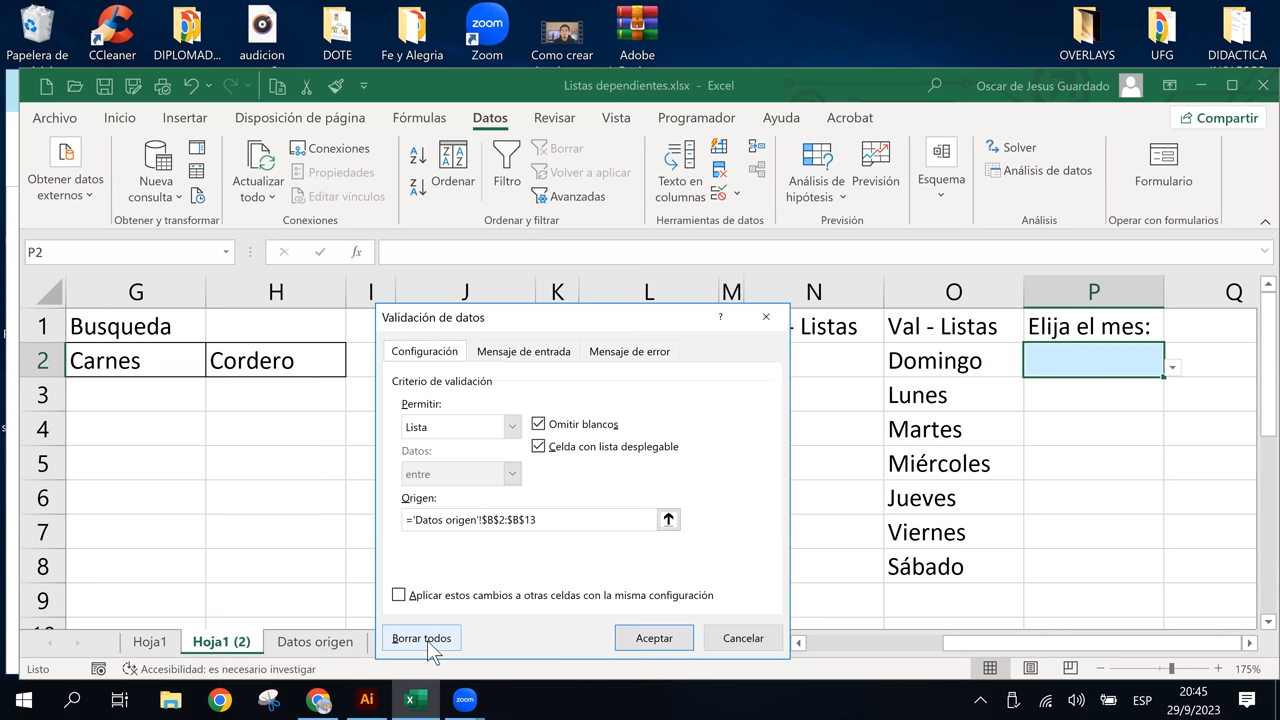 Papelera de
CCleaner
DIPLOMAD...
audicion
DOTE
Fe y Alegria
Zoom
Como crear
Adobe
OVERLAYS
UFG
DIDACTICA
zoom
Listas dependientes.xlsx - Excel
Oscar de Jesus Guardado
Archivo Inicio Insertar Disposición de página Fórmulas Datos Revisar Vista Programador Ayuda Acrobat
Compartir
Obtener datos
externos
Nueva
consulta
Obtener y transformar
Actualizar
todo
Conexiones
Propiedades
Editar vínculos
Conexiones
Ordenar
Filtro
Borrar
Volver a aplicar
Avanzadas
Ordenar y filtrar
Texto en
columnas
Herramientas de datos
Análisis de
hipótesis
Previsión
Previsión
Esquema
Solver
Análisis de datos
Análisis
Formulario
Operar con formularios
P2
fx
G H I J K L M N O P Q
1 Busqueda - Listas Val - Listas Elija el mes:
2 Carnes Cordero Domingo
3 Lunes
4 Martes
5 Miércoles
6 Jueves
7 Viernes
8 Sábado
9
Validación de datos
?
Configuración Mensaje de entrada Mensaje de error
Criterio de validación
Permitir:
Lista
Omitir blancos
Celda con lista desplegable
Datos:
entre
Origen:
='Datos origen'!$B$2:$B$13
Aplicar estos cambios a otras celdas con la misma configuración
Borrar todos Aceptar Cancelar
Hoja1 Hoja1 (2) Datos origen
Listo
Accesibilidad: es necesario investigar
175%
Ai
zoom
ESP
20:45
29/9/2023